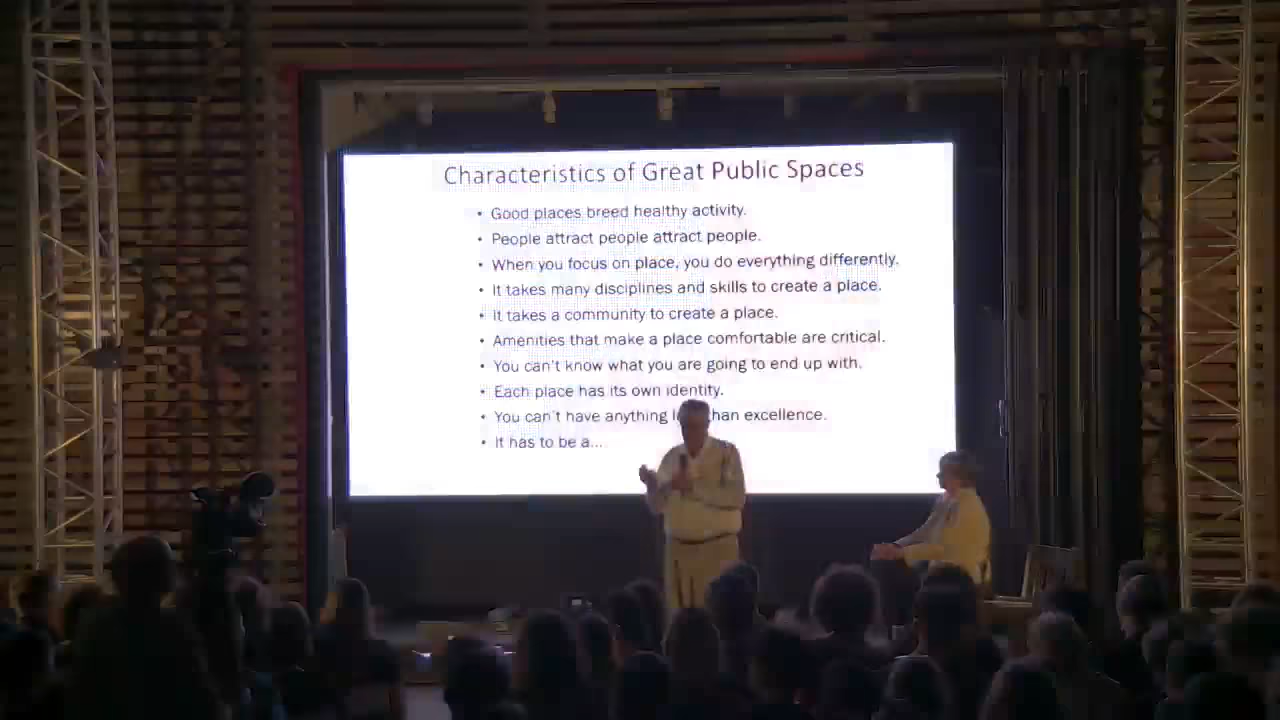 Characteristics of Great Public Spaces
• Good places breed healthy activity.
• People attract people attract people.
• When you focus on place, you do everything differently.
• It takes many disciplines and skills to create a place.
• It takes a community to create a place.
• Amenities that make a place comfortable are critical.
• You can't know what you are going to end up with.
• Each place has its own identity.
• You can't have anything than excellence.
• It has to be a...